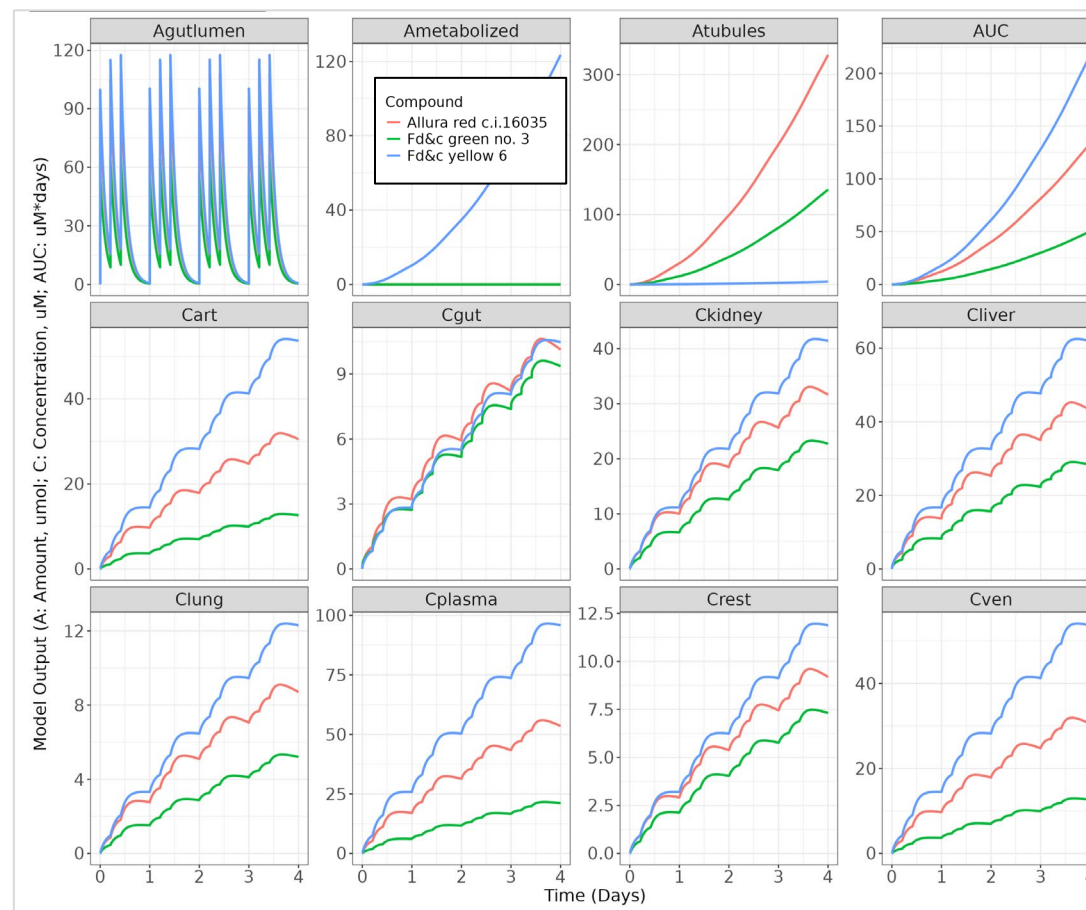 Agutlumen
Ametabolized
Atubules
AUC
120
90
60
30
0
120
80
40
0
300
200
100
0
200
150
100
50
0
Compound
Allura red c.i.16035
Fd&c green no. 3
Fd&c yellow 6
Model Output (A: Amount, umol; C: Concentration, uM; AUC: uM*days)
Cart
Cgut
Ckidney
Cliver
40
20
0
9
6
3
0
40
30
20
10
0
60
40
20
0
Clung
Cplasma
Crest
Cven
12
8
4
0
100
75
50
25
0
12.5
10.0
7.5
5.0
2.5
0.0
40
20
0
0 1 2 3 4
0 1 2 3 4
0 1 2 3 4
0 1 2 3 4
Time (Days)